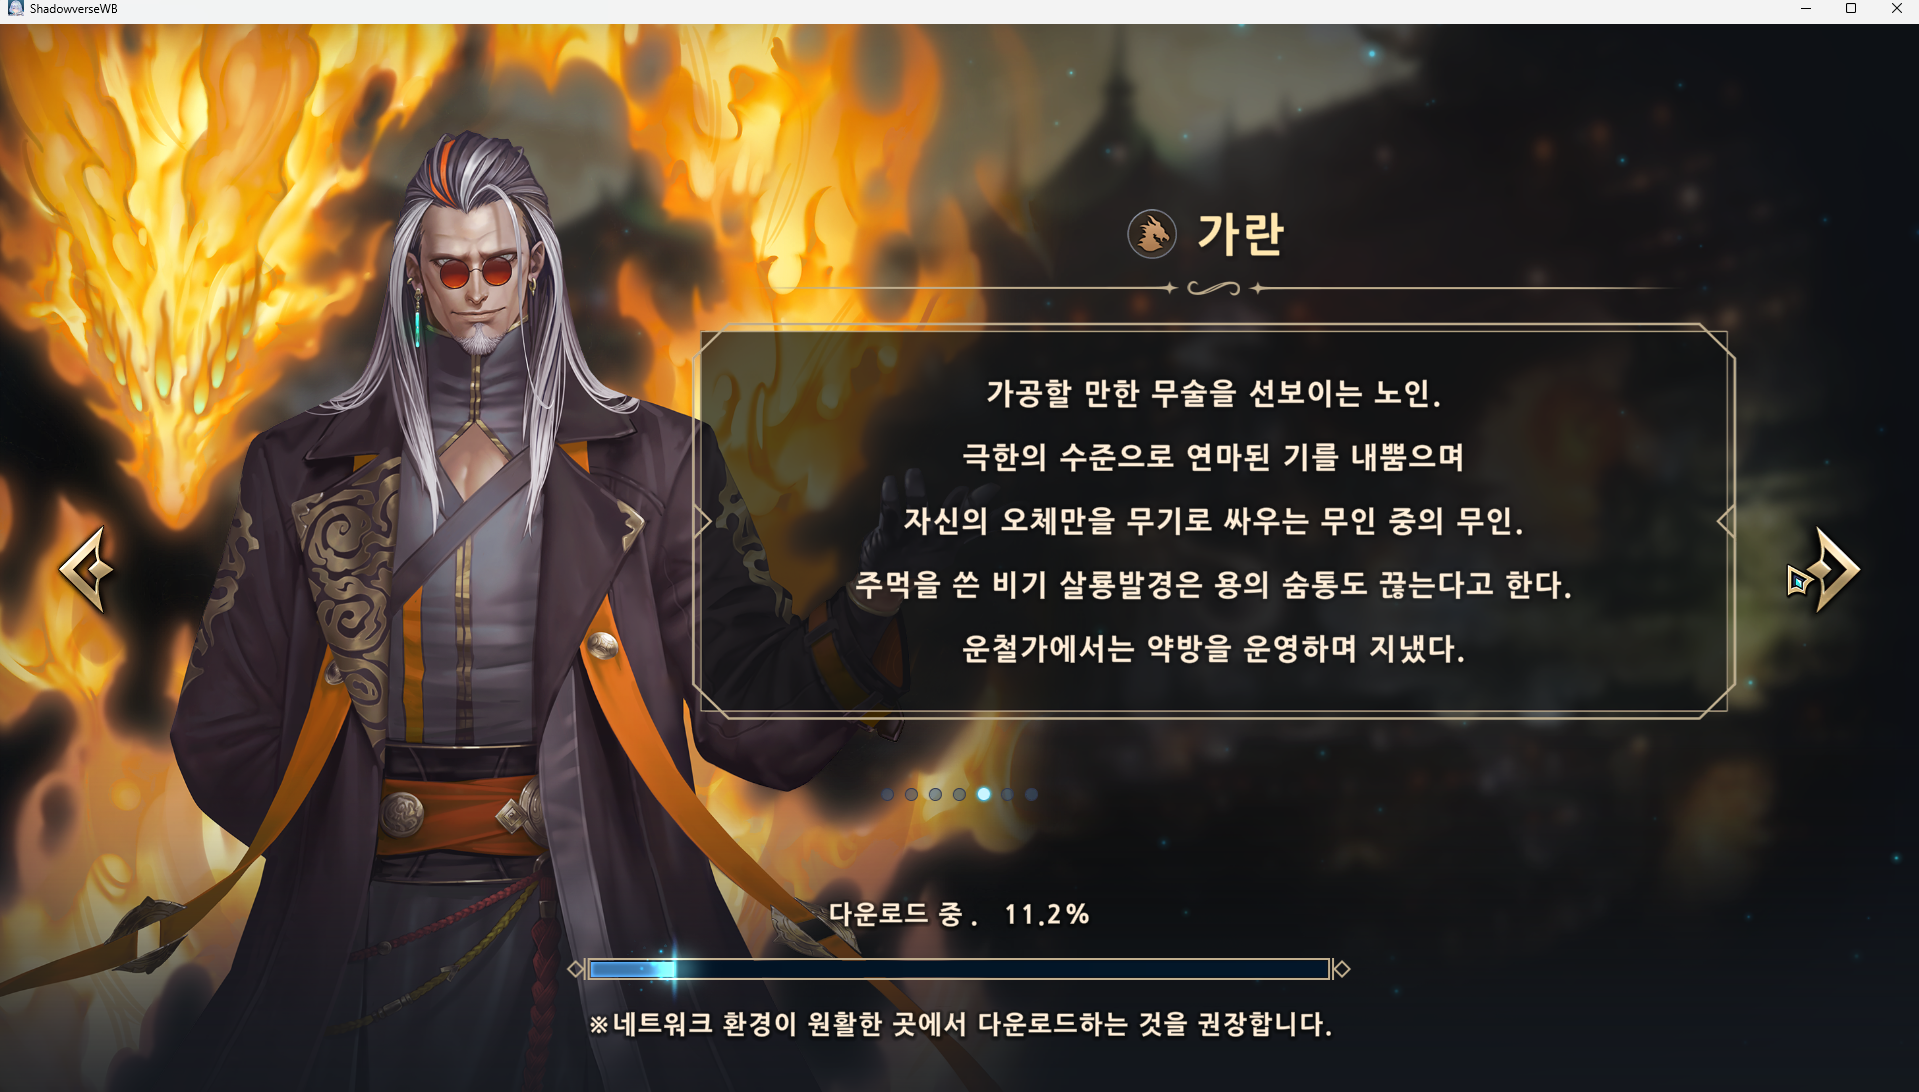 ShadowverseWB
가란
가공할 만한 무술을 선보이는 노인.
극한의 수준으로 연마된 기를 내뿜으며
자신의 오체만을 무기로 싸우는 무인 중의 무인.
주먹을 쓴 비기 살룡발경은 용의 숨통도 끊는다고 한다.
운철가에서는 약방을 운영하며 지냈다.
다운로드 중. 11.2%
※네트워크 환경이 원활한 곳에서 다운로드하는 것을 권장합니다.